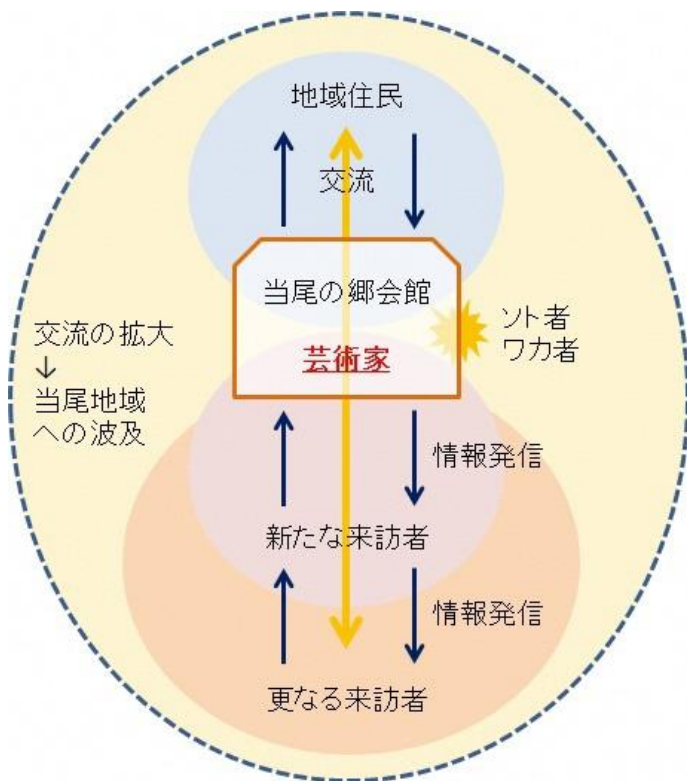 地域住民
交流
当尾の郷会館
芸術家
ソト者
ワカ者
交流の拡大
↓
当尾地域
への波及
情報発信
新たな来訪者
情報発信
更なる来訪者